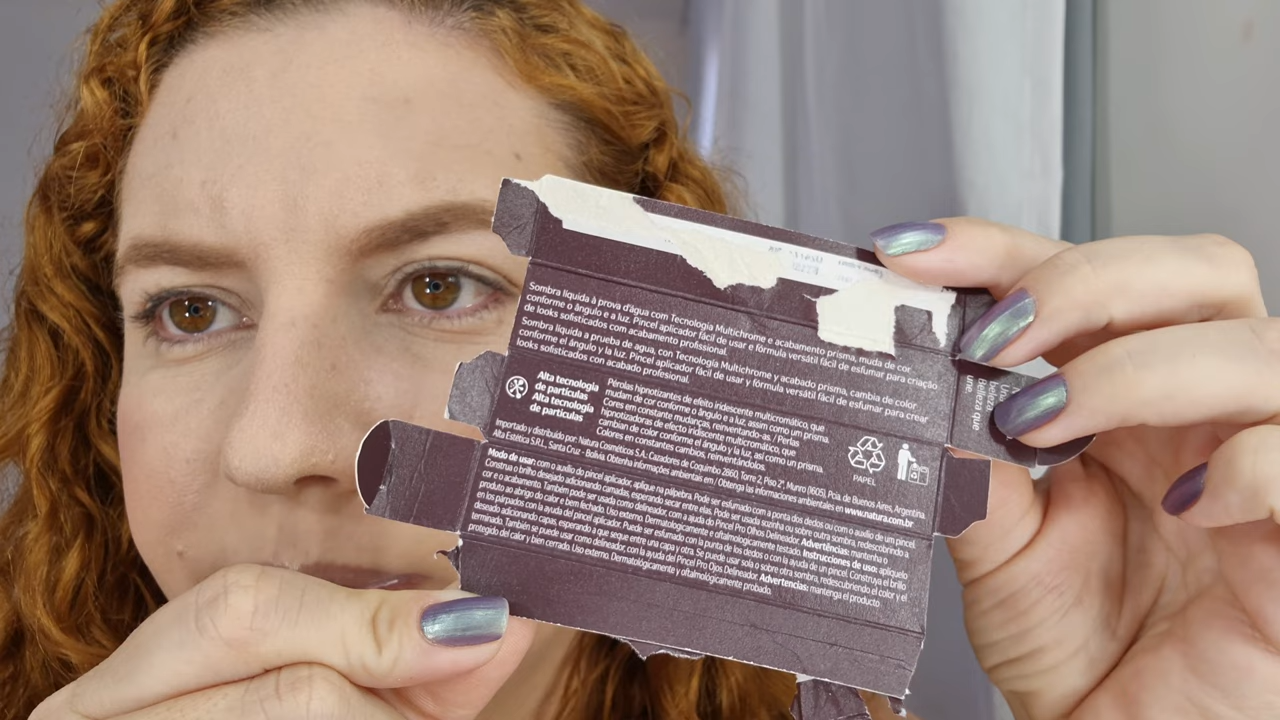 Sombra líquida à prova d'água com Tecnologia Multichrome e acabamento prisma, muda de cor
conforme o ângulo e a luz. Pincel aplicador fácil de usar e fórmula versátil fácil de esfumar para criação
de looks sofisticados com acabamento profissional.
Sombra líquida a prueba de agua, con Tecnología Multichrome y acabado prisma, cambia de color
conforme el ángulo y la luz. Pincel aplicador fácil de usar y fórmula versátil fácil de esfumar para crear
looks sofisticados con acabado profesional.
Alta tecnologia
de partículas
Alta tecnología
de partículas
Pérolas hipnotizantes de efeito iridescente multicromático, que
mudam de cor conforme o ângulo e a luz, assim como um prisma.
Cores em constante mudanças, reinventando-as. / Perlas
hipnotizadoras de efecto iridescente multicromático, que
cambian de color conforme el ángulo y la luz, así como un prisma.
Colores en constantes cambios, reinventándolos.
PAPEL
Importado y distribuido por: Natura Cosméticos S.A.: Cazadores de Coquimbo 2860, Torre 2, Piso 2°, Munro (1605), Pcia. de Buenos Aires, Argentina.
Alta Estética S.R.L., Santa Cruz - Bolivia. Obtenha informações ambientais em / Obtenga las informaciones ambientales en www.natura.com.br
Modo de usar: com o auxílio do pincel aplicador, aplique na pálpebra. Pode ser esfumado com a ponta dos dedos ou com o auxílio de um pincel.
Construa o brilho desejado adicionando camadas, esperando secar entre elas. Pode ser usada sozinha ou sobre outra sombra, redescobrindo a
cor e o acabamento. Também pode ser usada como delineador, com a ajuda do Pincel Pro Olhos Delineador. Advertências: mantenha o
produto ao abrigo do calor e bem fechado. Uso externo. Dermatologicamente e oftalmologicamente testado. Instrucciones de uso: aplíquelo
en los párpados con la ayuda del pincel aplicador. Puede ser esfumado con la punta de los dedos o con la ayuda de un pincel. Construya el brillo
deseado adicionando capas, esperando a que seque entre una capa y otra. Se puede usar sola o sobre otra sombra, redescubriendo el color y el
terminado. También se puede usar como delineador, con la ayuda del Pincel Pro Ojos Delineador. Advertencias: mantenga el producto
protegido del calor y bien cerrado. Uso externo. Dermatológicamente y oftalmológicamente probado.
beleza
Belleza que
une.